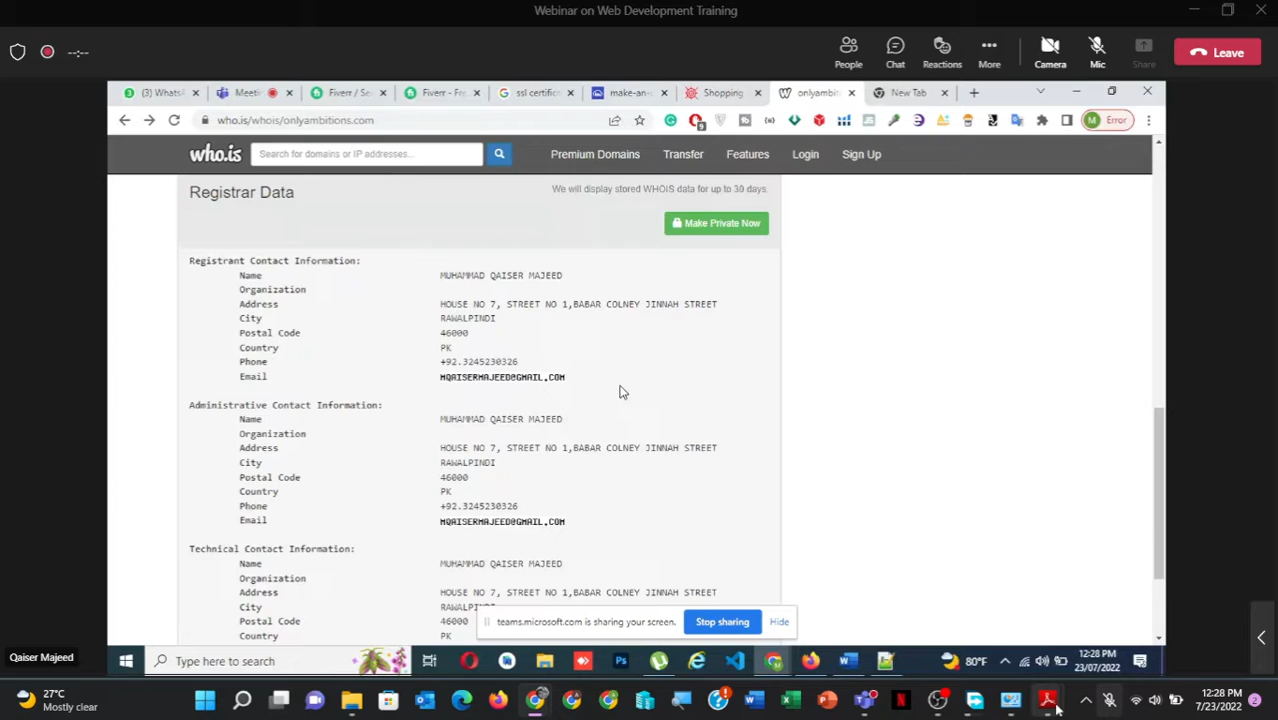 Webinar on Web Development Training
--:--
People
Chat
Reactions
More
Camera
Mic
Share
Leave
(3) WhatsA
Meetin
Fiverr / Se
Fiverr - Fre
ssl certific
make-an-o
Shopping
onlyambiti
New Tab
who.is/whois/onlyambitions.com
9
M
Error
who.is
Search for domains or IP addresses...
Premium Domains
Transfer
Features
Login
Sign Up
Registrar Data
We will display stored WHOIS data for up to 30 days.
Make Private Now
Registrant Contact Information:
Name MUHAMMAD QAISER MAJEED
Organization
Address HOUSE NO 7, STREET NO 1,BABAR COLNEY JINNAH STREET
City RAWALPINDI
Postal Code 46000
Country PK
Phone +92.3245230326
Email MQAISERMAJEED@GMAIL.COM
Administrative Contact Information:
Name MUHAMMAD QAISER MAJEED
Organization
Address HOUSE NO 7, STREET NO 1,BABAR COLNEY JINNAH STREET
City RAWALPINDI
Postal Code 46000
Country PK
Phone +92.3245230326
Email MQAISERMAJEED@GMAIL.COM
Technical Contact Information:
Name MUHAMMAD QAISER MAJEED
Organization
Address HOUSE NO 7, STREET NO 1,BABAR COLNEY JINNAH STREET
City RAWALPINDI
Postal Code 46000
Country PK
teams.microsoft.com is sharing your screen.
Stop sharing
Hide
Qaiser Majeed
Type here to search
80°F
12:28 PM
23/07/2022
27°C
Mostly clear
12:28 PM
7/23/2022
2